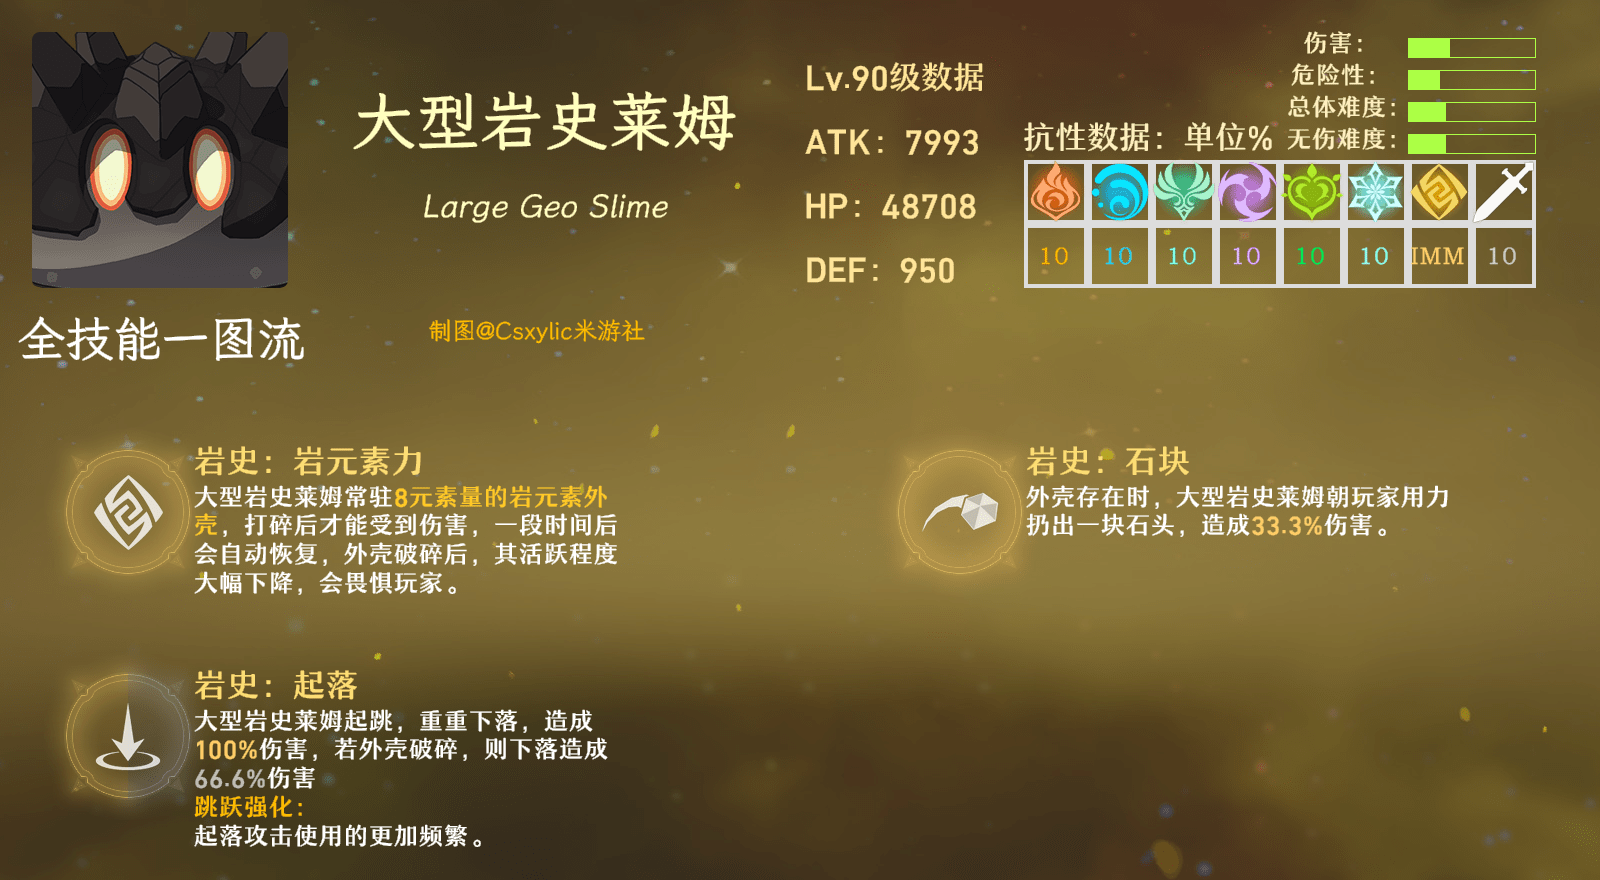 大型岩史莱姆
Large Geo Slime
全技能一图流
制图@Csxylic米游社
Lv.90级数据
ATK：7993
HP：48708
DEF：950
伤害：
危险性：
总体难度：
无伤难度：
抗性数据：单位%
10 10 10 10 10 10 IMM 10
岩史：岩元素力
大型岩史莱姆常驻8元素量的岩元素外
壳，打碎后才能受到伤害，一段时间后
会自动恢复，外壳破碎后，其活跃程度
大幅下降，会畏惧玩家。
岩史：石块
外壳存在时，大型岩史莱姆朝玩家用力
扔出一块石头，造成33.3%伤害。
岩史：起落
大型岩史莱姆起跳，重重下落，造成
100%伤害，若外壳破碎，则下落造成
66.6%伤害
跳跃强化：
起落攻击使用的更加频繁。